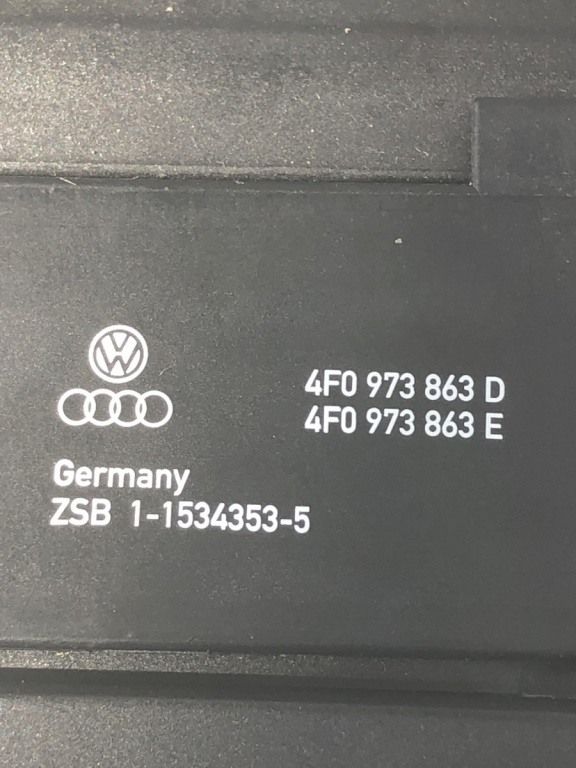 4F0 973 863 D
4F0 973 863 E
Germany
ZSB 1-1534353-5